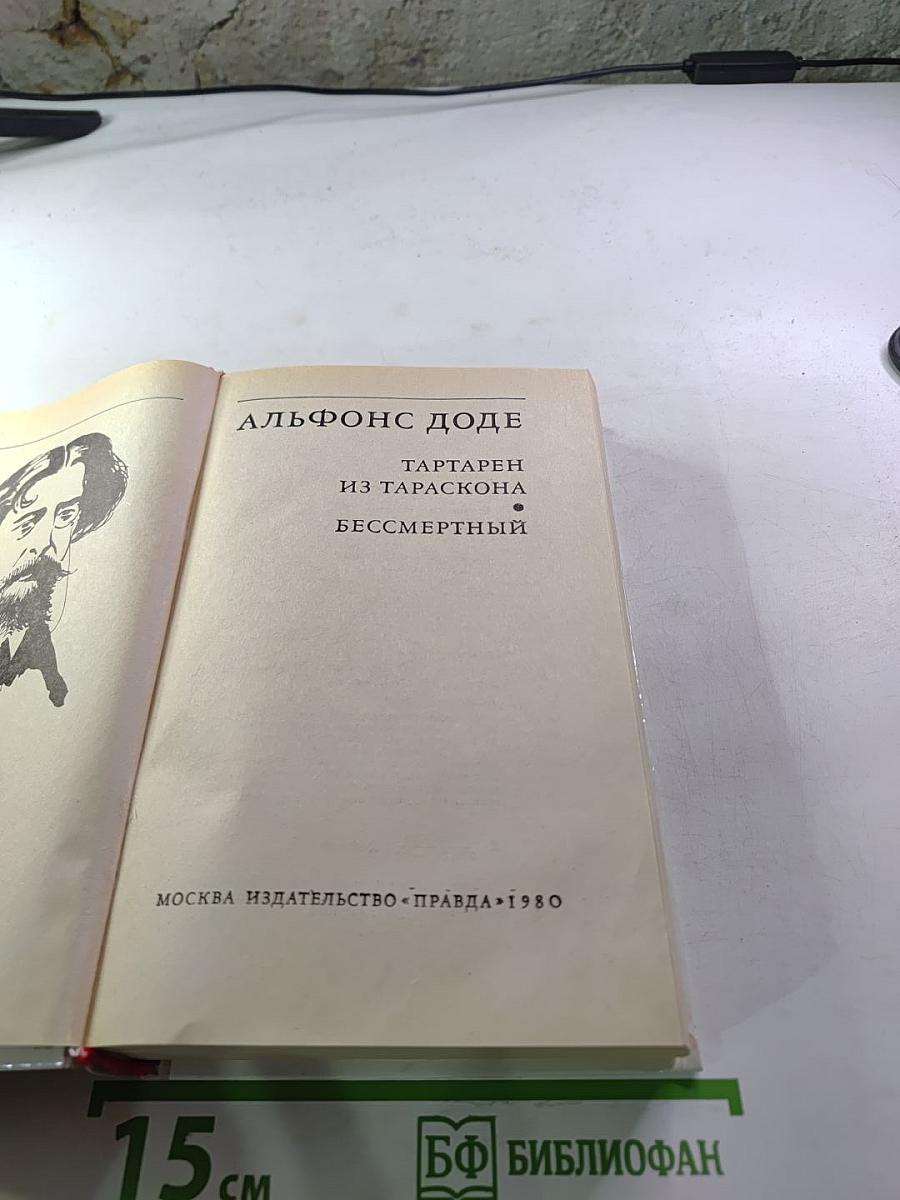 АЛЬФОНС ДОДЕ
ТАРТАРЕН
ИЗ ТАРАСКОНА
•
БЕССМЕРТНЫЙ
МОСКВА ИЗДАТЕЛЬСТВО «ПРАВДА» 1980
15 см
БФ БИБЛИОФАН